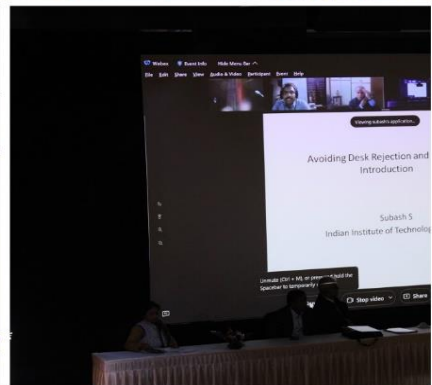 Webex Event Info Hide Menu Bar
File Edit Share View Audio & Video Participant Event Help
Viewing subash's application...
Avoiding Desk Rejection and
Introduction
Subash S
Indian Institute of Technolog
Unmute (Ctrl + M), or press and hold the
Spacebar to temporarily
Stop video Share